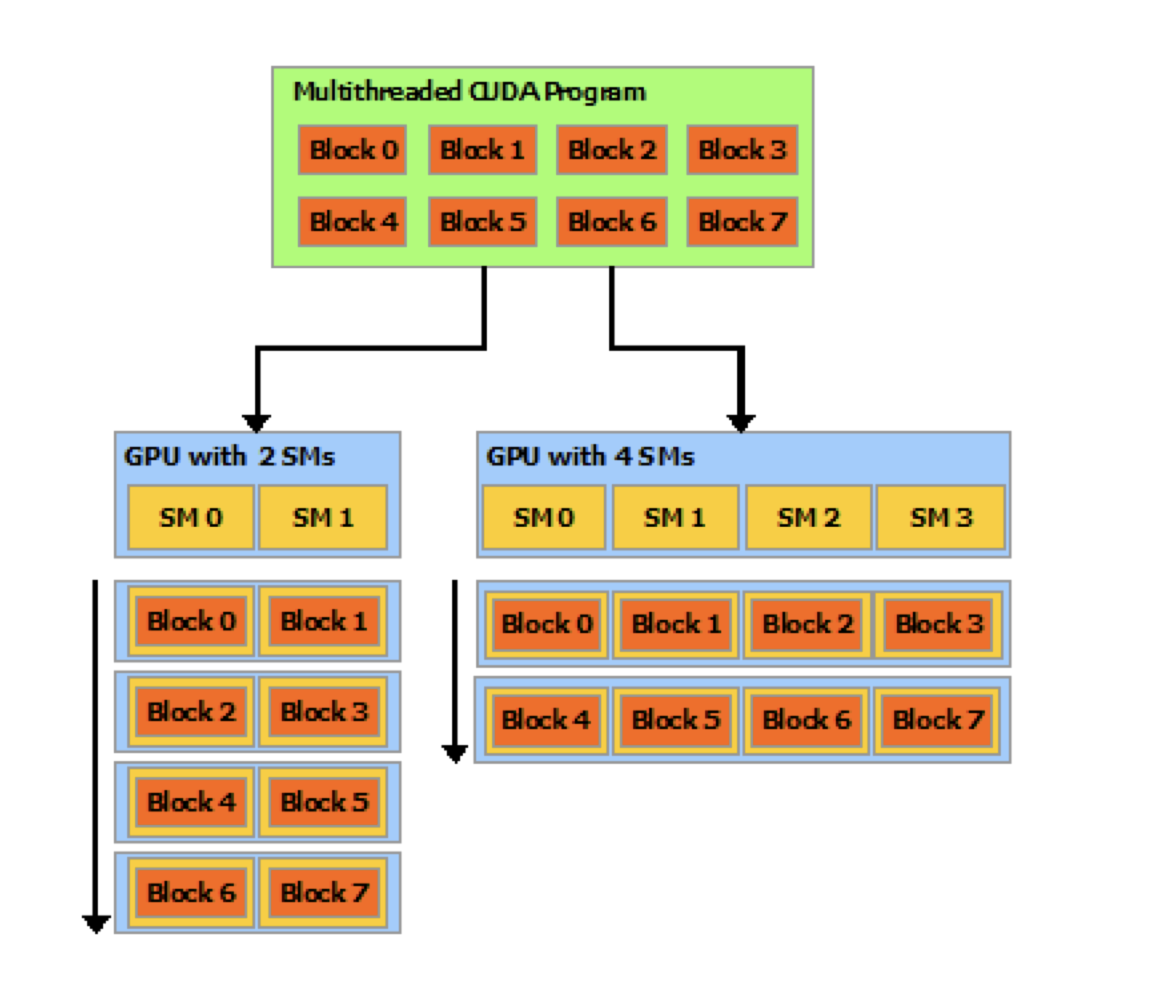 Multithreaded CUDA Program
Block 0 Block 1 Block 2 Block 3
Block 4 Block 5 Block 6 Block 7
GPU with 2 SMs
SM 0 SM 1
Block 0 Block 1
Block 2 Block 3
Block 4 Block 5
Block 6 Block 7
GPU with 4 SMs
SM 0 SM 1 SM 2 SM 3
Block 0 Block 1 Block 2 Block 3
Block 4 Block 5 Block 6 Block 7